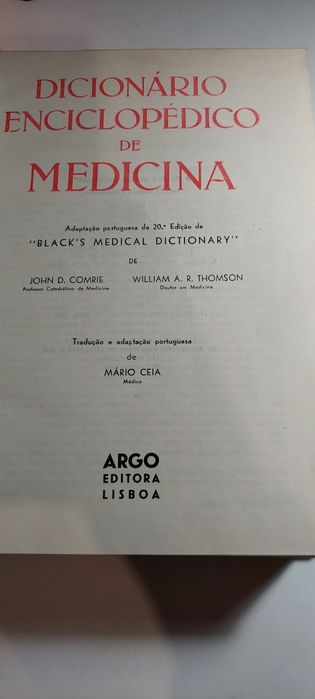 DICIONÁRIO
ENCICLOPÉDICO
DE
MEDICINA
Adaptação portuguesa da 20.ª Edição de
"BLACK'S MEDICAL DICTIONARY"
DE
JOHN D. COMRIE WILLIAM A. R. THOMSON
Professor Catedrático de Medicina Doutor em Medicina
Tradução e adaptação portuguesa
de
MÁRIO CEIA
Médico
ARGO
EDITORA
LISBOA